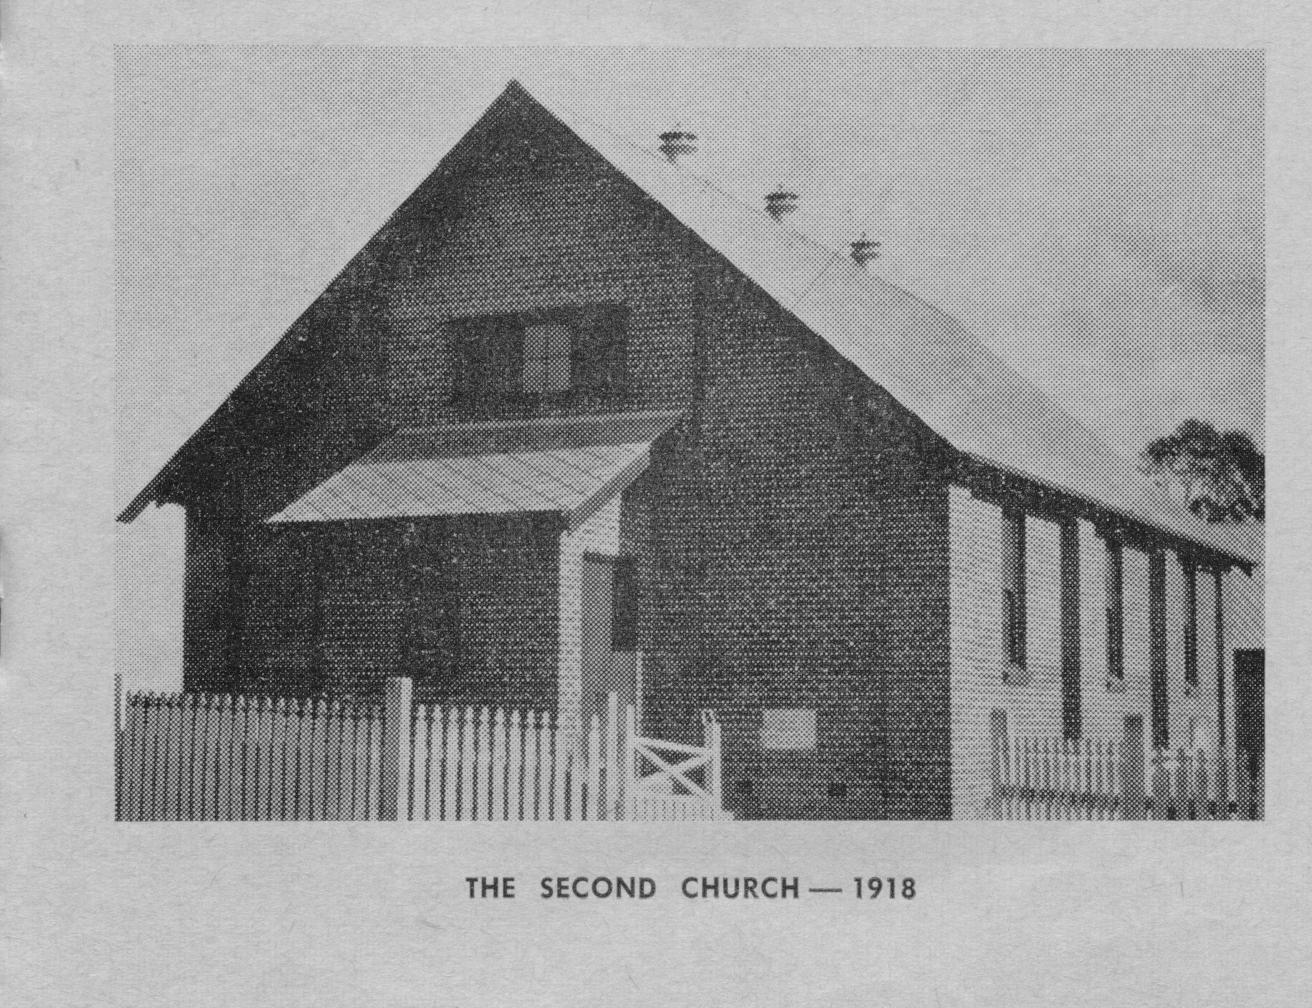 THE SECOND CHURCH — 1918